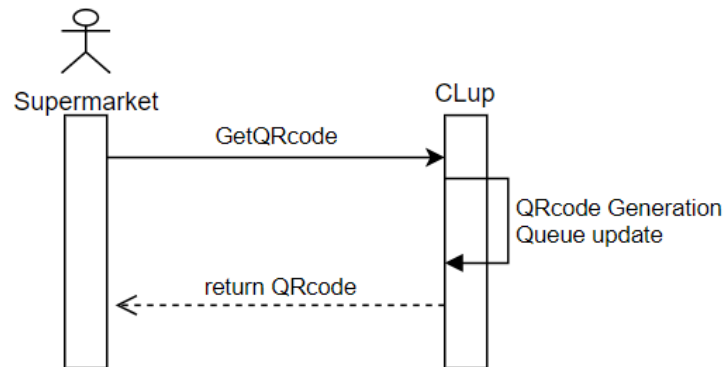 Supermarket
CLup
GetQRcode
QRcode Generation
Queue update
return QRcode